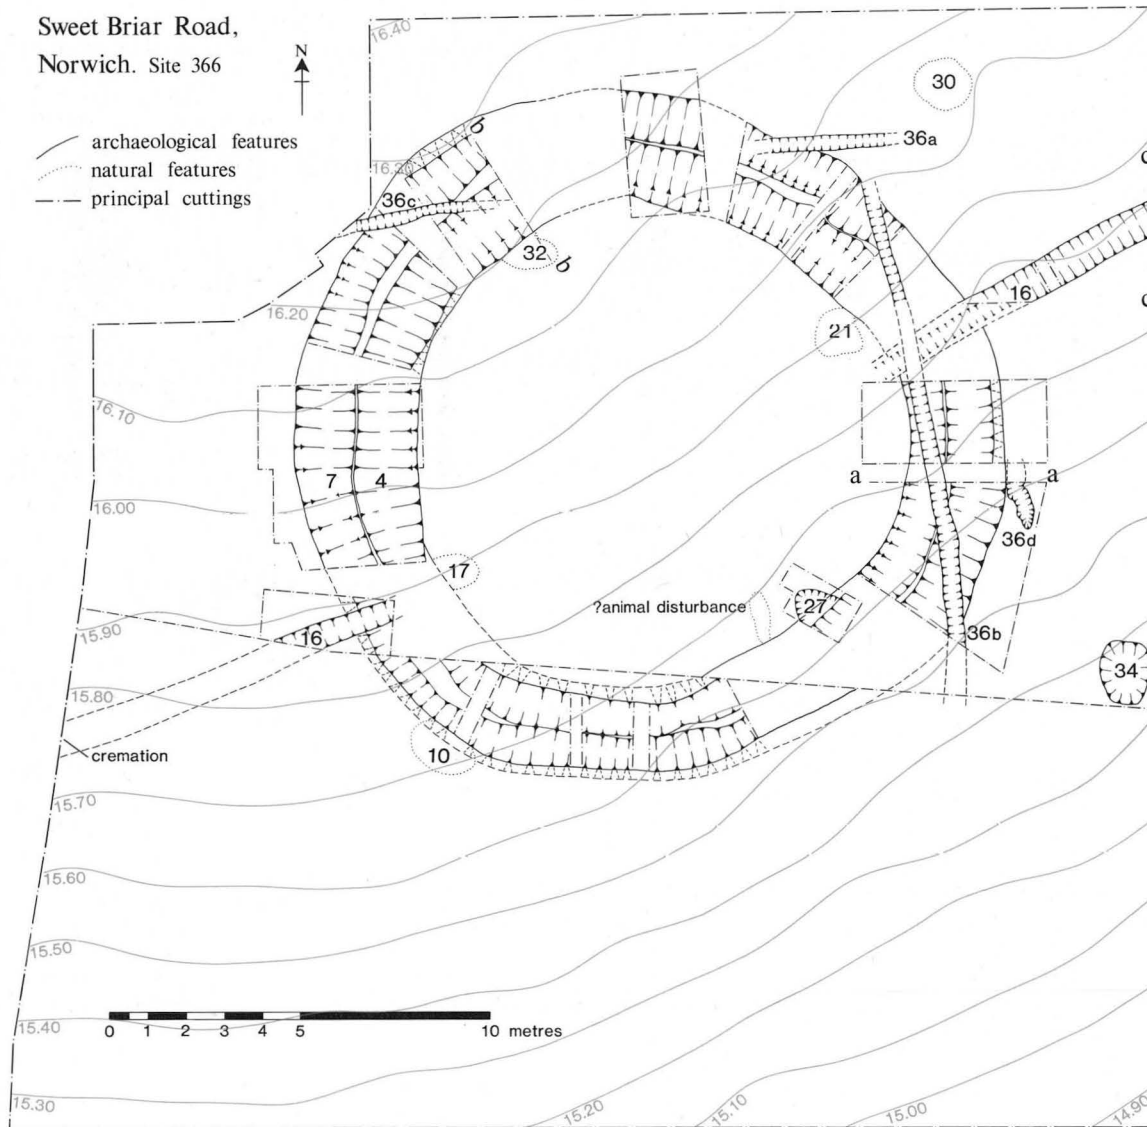 Sweet Briar Road,
Norwich. Site 366
N
archaeological features
natural features
principal cuttings
16.40
30
b
36a
16.30
36c
32
b
16
16.20
21
16.10
7
4
a
a
16.00
36d
17
?animal disturbance
27
15.90
16
36b
34
15.80
10
cremation
15.70
15.60
15.50
15.40
0 1 2 3 4 5 10 metres
15.30
15.20
15.10
15.00
14.90